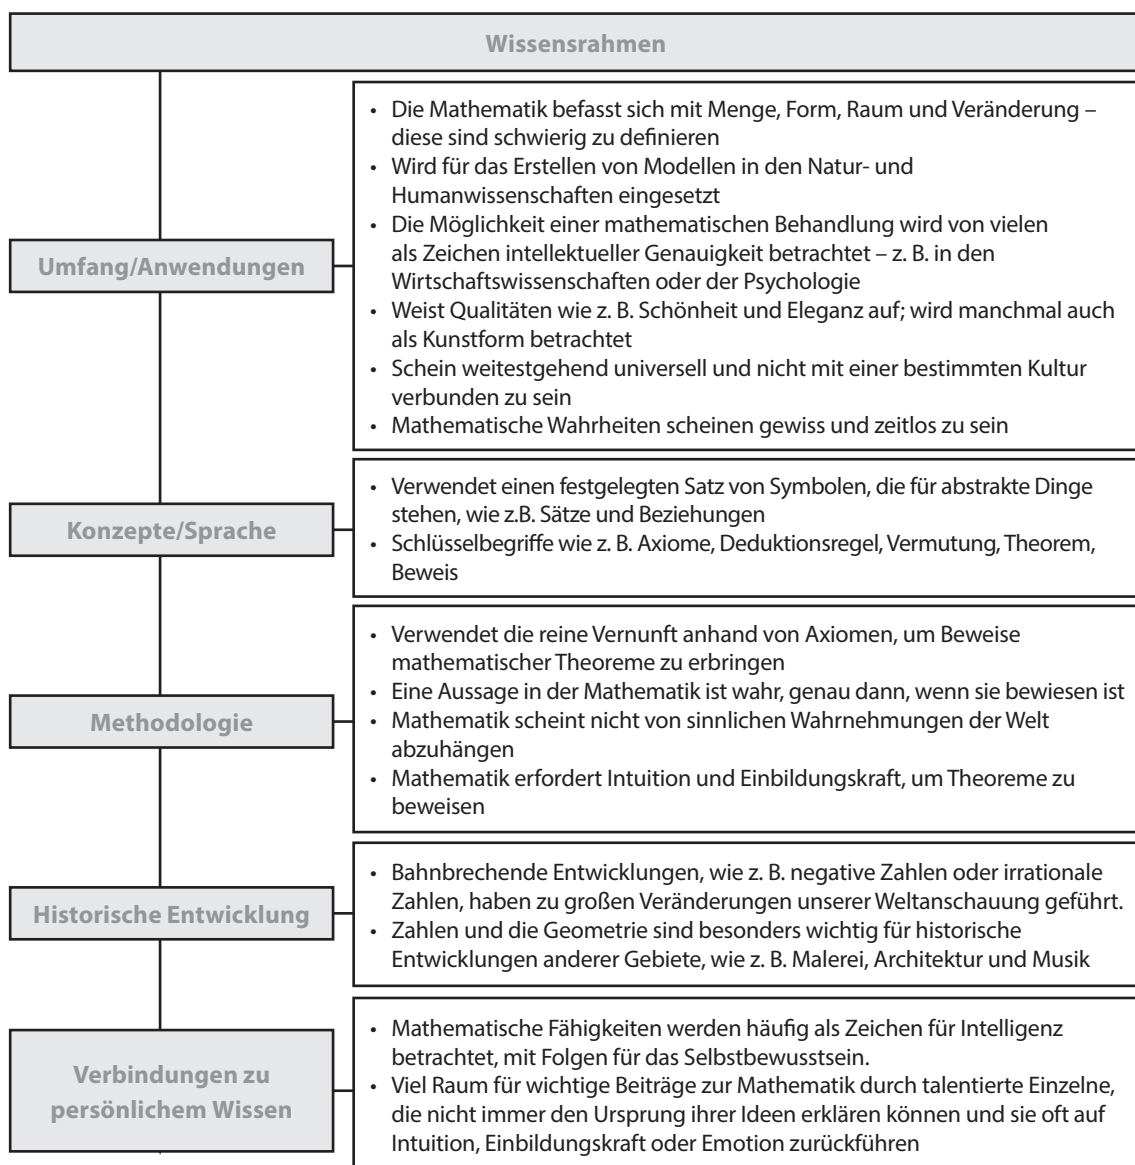 Wissensrahmen
Umfang/Anwendungen
• Die Mathematik befasst sich mit Menge, Form, Raum und Veränderung –
diese sind schwierig zu definieren
• Wird für das Erstellen von Modellen in den Natur- und
Humanwissenschaften eingesetzt
• Die Möglichkeit einer mathematischen Behandlung wird von vielen
als Zeichen intellektueller Genauigkeit betrachtet – z. B. in den
Wirtschaftswissenschaften oder der Psychologie
• Weist Qualitäten wie z. B. Schönheit und Eleganz auf; wird manchmal auch
als Kunstform betrachtet
• Schein weitestgehend universell und nicht mit einer bestimmten Kultur
verbunden zu sein
• Mathematische Wahrheiten scheinen gewiss und zeitlos zu sein
Konzepte/Sprache
• Verwendet einen festgelegten Satz von Symbolen, die für abstrakte Dinge
stehen, wie z.B. Sätze und Beziehungen
• Schlüsselbegriffe wie z. B. Axiome, Deduktionsregel, Vermutung, Theorem,
Beweis
Methodologie
• Verwendet die reine Vernunft anhand von Axiomen, um Beweise
mathematischer Theoreme zu erbringen
• Eine Aussage in der Mathematik ist wahr, genau dann, wenn sie bewiesen ist
• Mathematik scheint nicht von sinnlichen Wahrnehmungen der Welt
abzuhängen
• Mathematik erfordert Intuition und Einbildungskraft, um Theoreme zu
beweisen
Historische Entwicklung
• Bahnbrechende Entwicklungen, wie z. B. negative Zahlen oder irrationale
Zahlen, haben zu großen Veränderungen unserer Weltanschauung geführt.
• Zahlen und die Geometrie sind besonders wichtig für historische
Entwicklungen anderer Gebiete, wie z. B. Malerei, Architektur und Musik
Verbindungen zu
persönlichem Wissen
• Mathematische Fähigkeiten werden häufig als Zeichen für Intelligenz
betrachtet, mit Folgen für das Selbstbewusstsein.
• Viel Raum für wichtige Beiträge zur Mathematik durch talentierte Einzelne,
die nicht immer den Ursprung ihrer Ideen erklären können und sie oft auf
Intuition, Einbildungskraft oder Emotion zurückführen